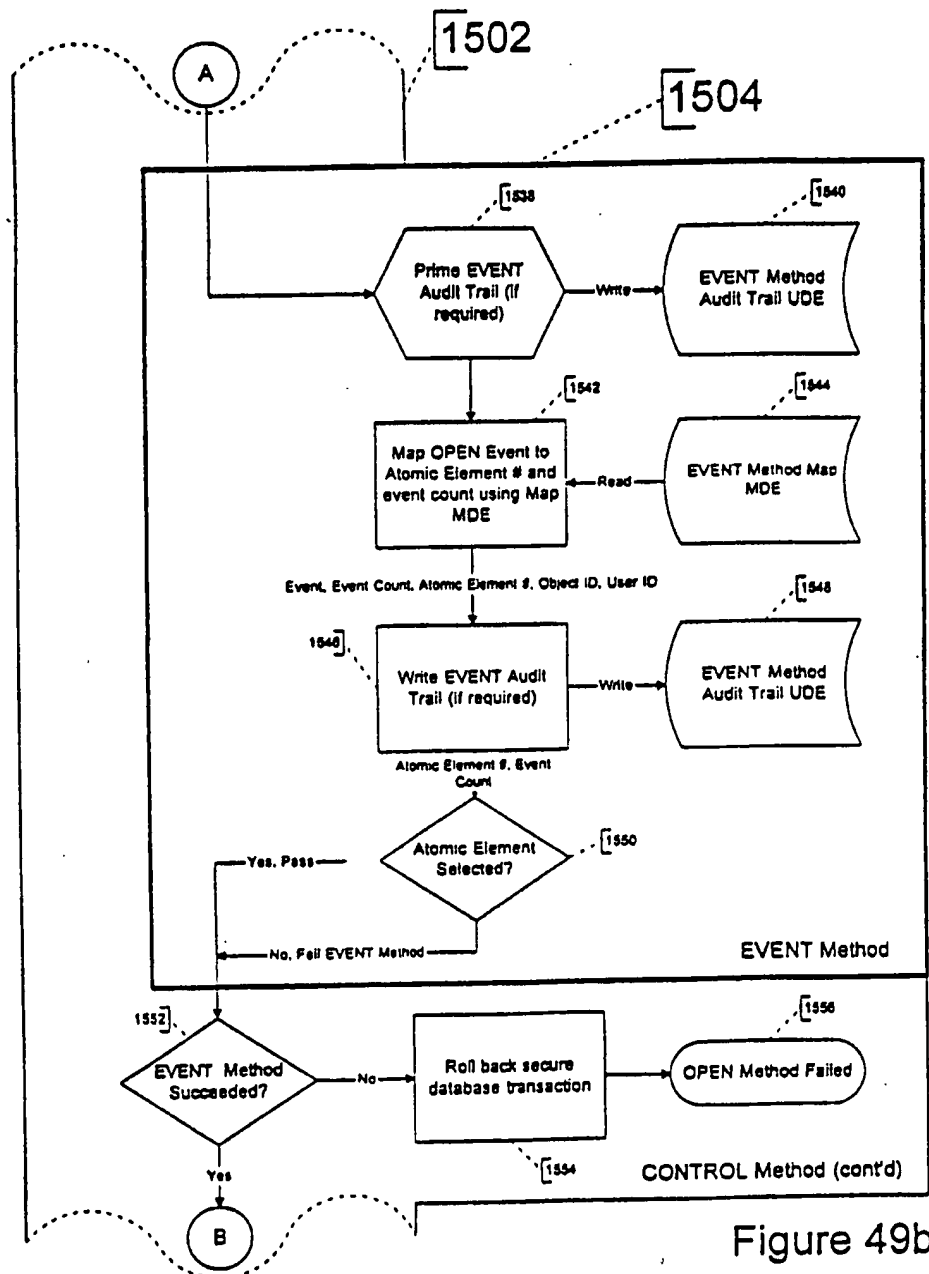 1502
A
1504
1538
1540
Prime EVENT
Audit Trail (if
required)
Write
EVENT Method
Audit Trail UDE
1542
1544
Map OPEN Event to
Atomic Element # and
event count using Map
MDE
Read
EVENT Method Map
MDE
Event, Event Count, Atomic Element #, Object ID, User ID
1546
1548
Write EVENT Audit
Trail (if required)
Write
EVENT Method
Audit Trail UDE
Atomic Element #, Event
Count
Atomic Element
Selected?
1550
Yes, Pass
No, Fail EVENT Method
EVENT Method
1552
1556
EVENT Method
Succeeded?
No
Roll back secure
database transaction
OPEN Method Failed
1554
Yes
CONTROL Method (cont'd)
B
Figure 49b